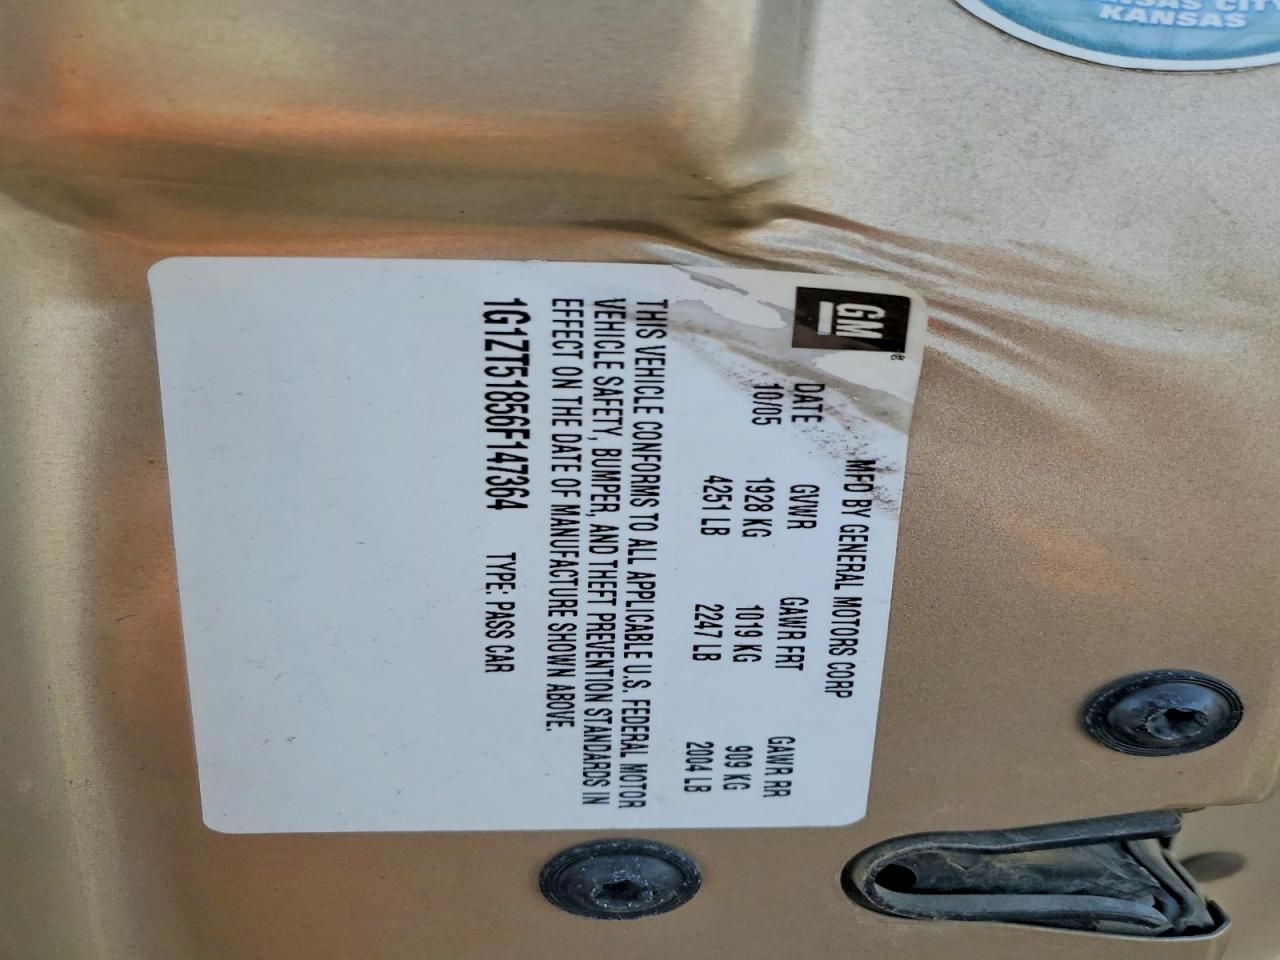 KANSAS CITY
KANSAS
GM
MFD BY GENERAL MOTORS CORP
DATE GVWR GAWR FRT GAWR RR
10/05 1928 KG 1019 KG 909 KG
4251 LB 2247 LB 2004 LB
THIS VEHICLE CONFORMS TO ALL APPLICABLE U.S. FEDERAL MOTOR
VEHICLE SAFETY, BUMPER, AND THEFT PREVENTION STANDARDS IN
EFFECT ON THE DATE OF MANUFACTURE SHOWN ABOVE.
1G1ZT51856F147364 TYPE: PASS CAR